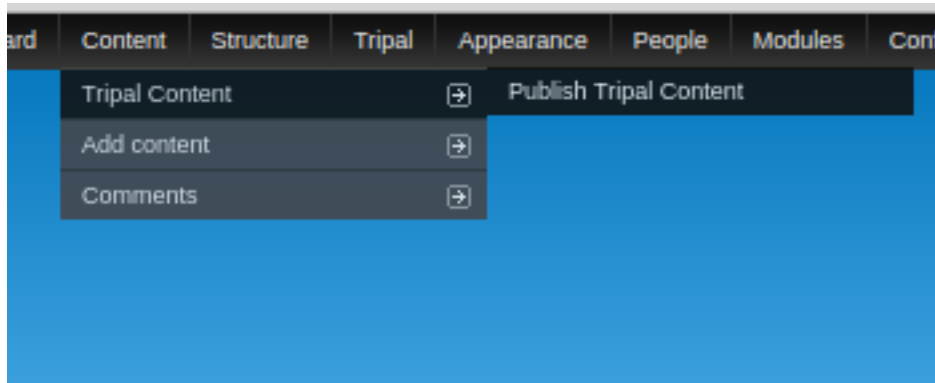 ard Content Structure Tripal Appearance People Modules Con
Tripal Content Publish Tripal Content
Add content
Comments